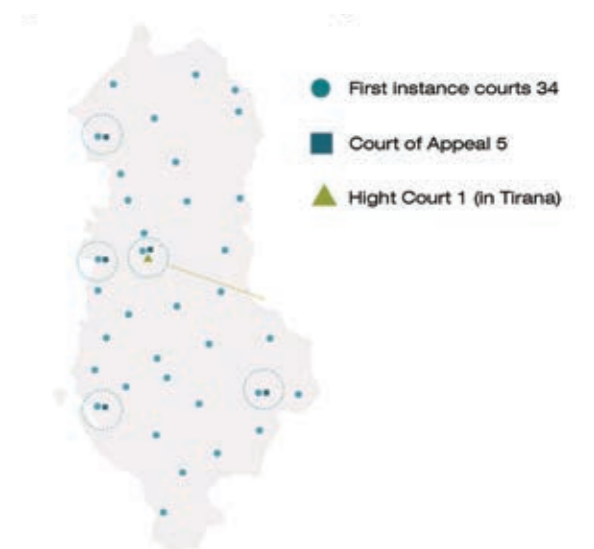 First instance courts 34
Court of Appeal 5
Hight Court 1 (in Tirana)